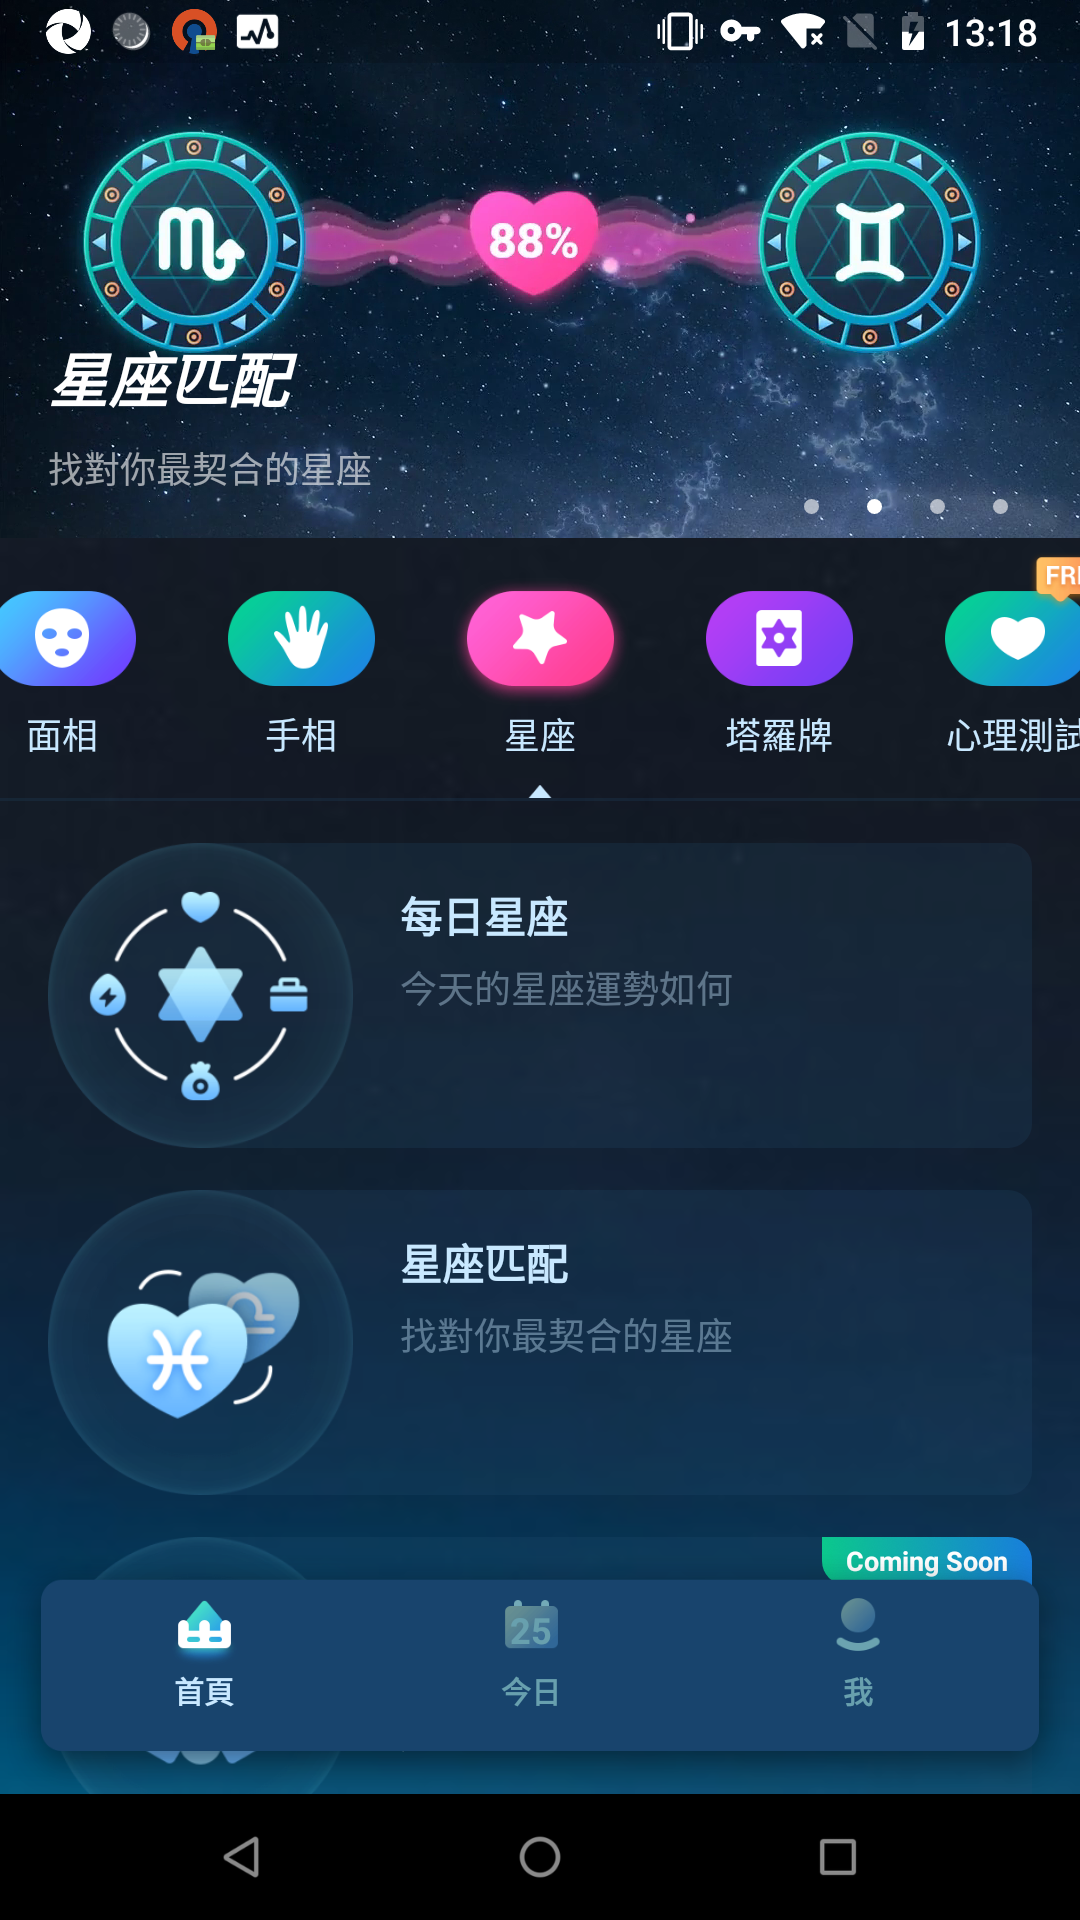 13:18
88%
星座匹配
找對你最契合的星座
面相
手相
星座
塔羅牌
心理測試
每日星座
今天的星座運勢如何
星座匹配
找對你最契合的星座
Coming Soon
25
首頁
今日
我